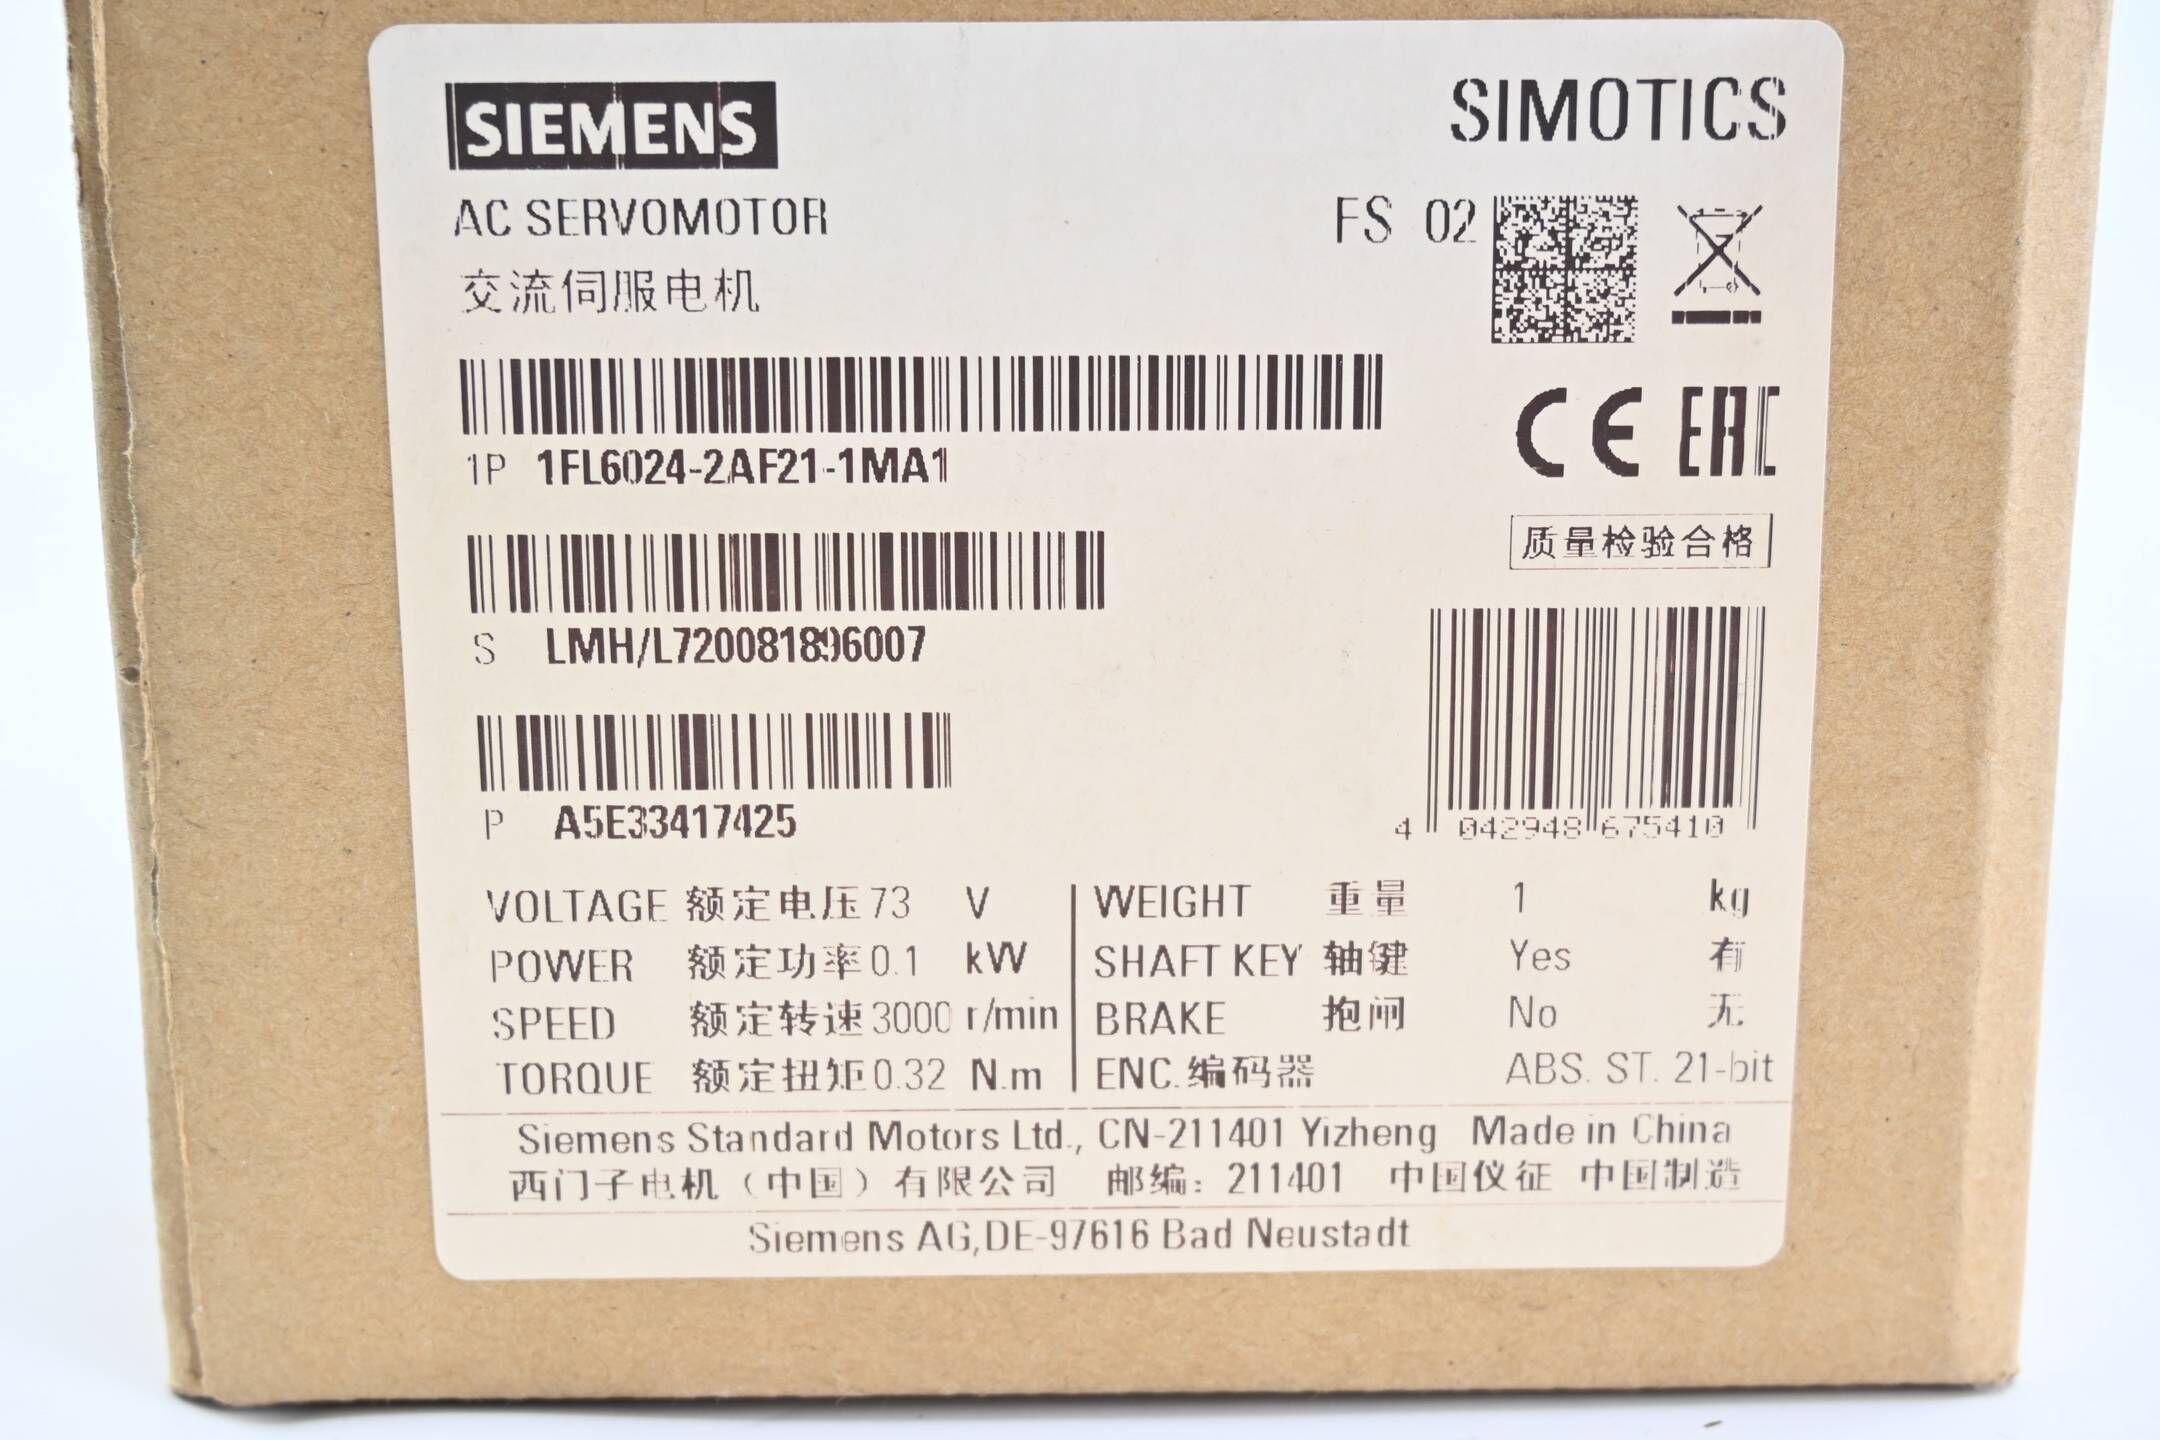 SIEMENS
SIMOTICS
AC SERVOMOTOR
FS 02
交流伺服电机
1P 1FL6024-2AF21-1MA1
CE EAC
质量检验合格
S LMH/L720081896007
P A5E33417425
4 042948 675410
VOLTAGE 额定电压 73 V
WEIGHT 重量 1 kg
POWER 额定功率 0.1 kW
SHAFT KEY 轴键 Yes 有
SPEED 额定转速 3000 r/min
BRAKE 抱闸 No 无
TORQUE 额定扭矩 0.32 N.m
ENC. 编码器 ABS. ST. 21-bit
Siemens Standard Motors Ltd., CN-211401 Yizheng Made in China
西门子电机（中国）有限公司 邮编：211401 中国仪征 中国制造
Siemens AG,DE-97616 Bad Neustadt